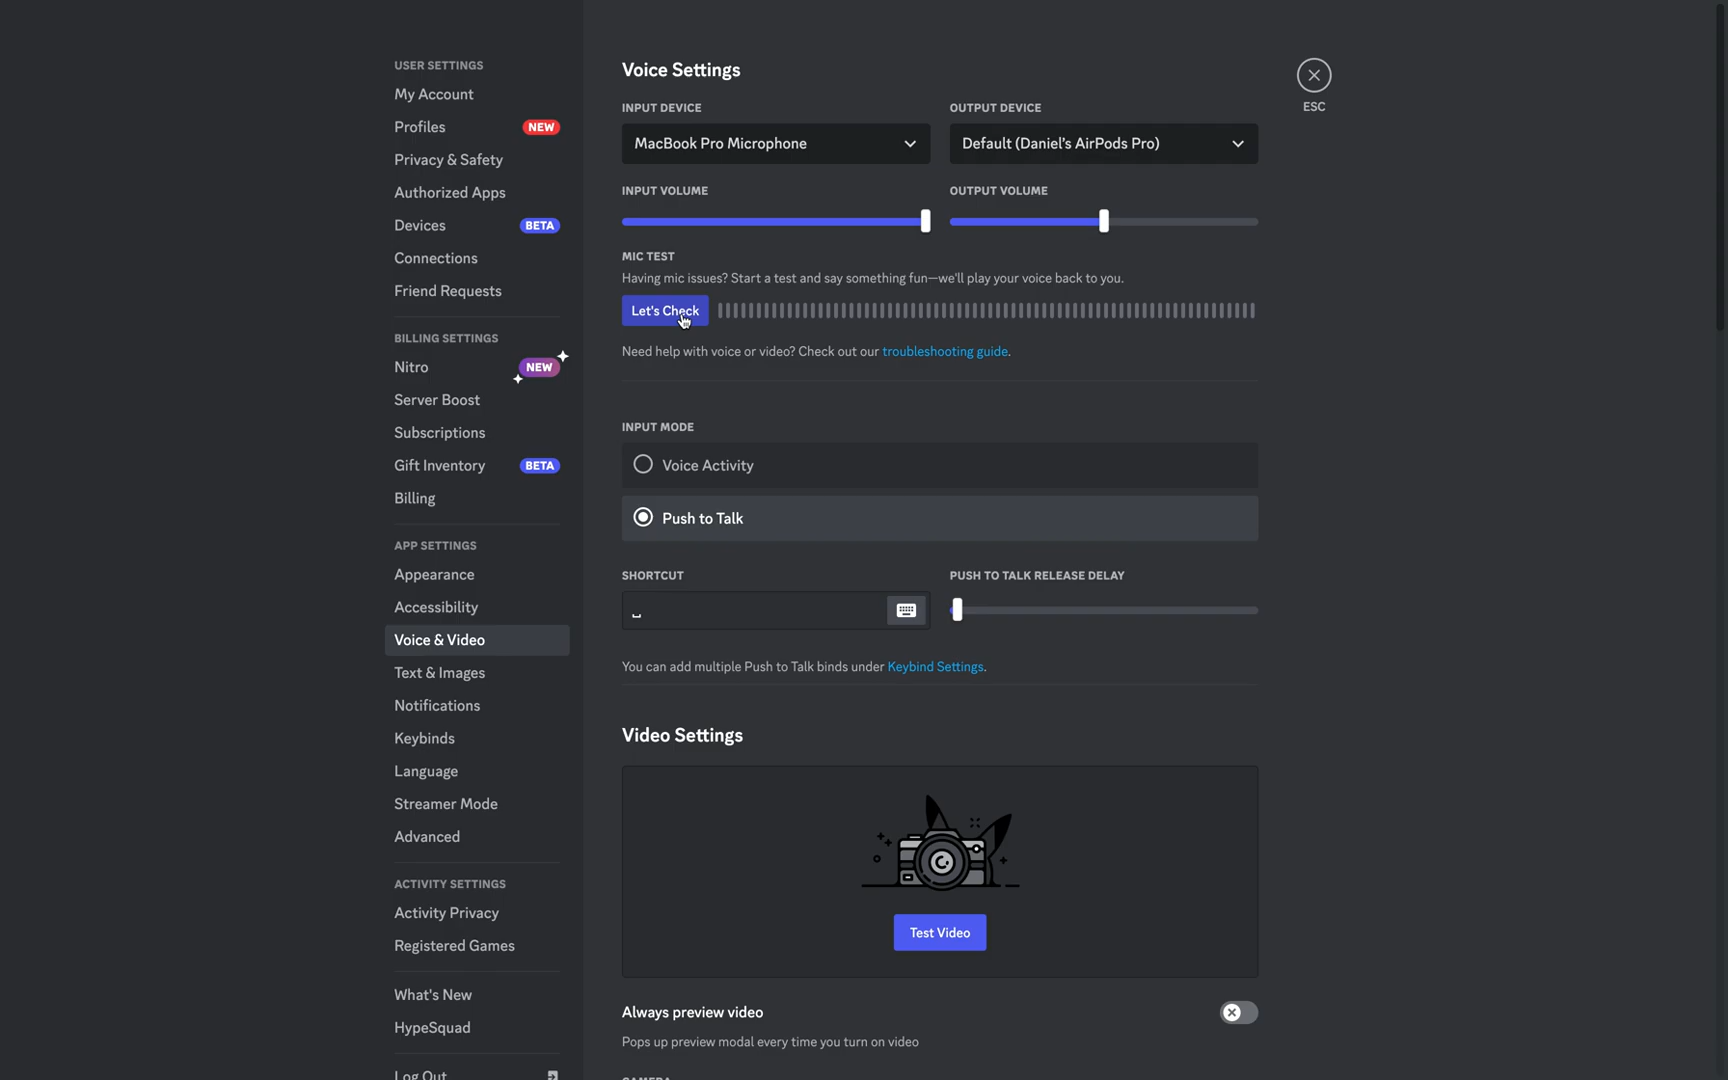 USER SETTINGS
My Account
Profiles NEW
Privacy & Safety
Authorized Apps
Devices BETA
Connections
Friend Requests
BILLING SETTINGS
Nitro NEW
Server Boost
Subscriptions
Gift Inventory BETA
Billing
APP SETTINGS
Appearance
Accessibility
Voice & Video
Text & Images
Notifications
Keybinds
Language
Streamer Mode
Advanced
ACTIVITY SETTINGS
Activity Privacy
Registered Games
What's New
HypeSquad
Log Out
Voice Settings
INPUT DEVICE OUTPUT DEVICE
MacBook Pro Microphone Default (Daniel's AirPods Pro)
INPUT VOLUME OUTPUT VOLUME
MIC TEST
Having mic issues? Start a test and say something fun—we'll play your voice back to you.
Let's Check
Need help with voice or video? Check out our troubleshooting guide.
INPUT MODE
Voice Activity
Push to Talk
SHORTCUT PUSH TO TALK RELEASE DELAY
You can add multiple Push to Talk binds under Keybind Settings.
Video Settings
Test Video
Always preview video
Pops up preview modal every time you turn on video
CAMERA
ESC